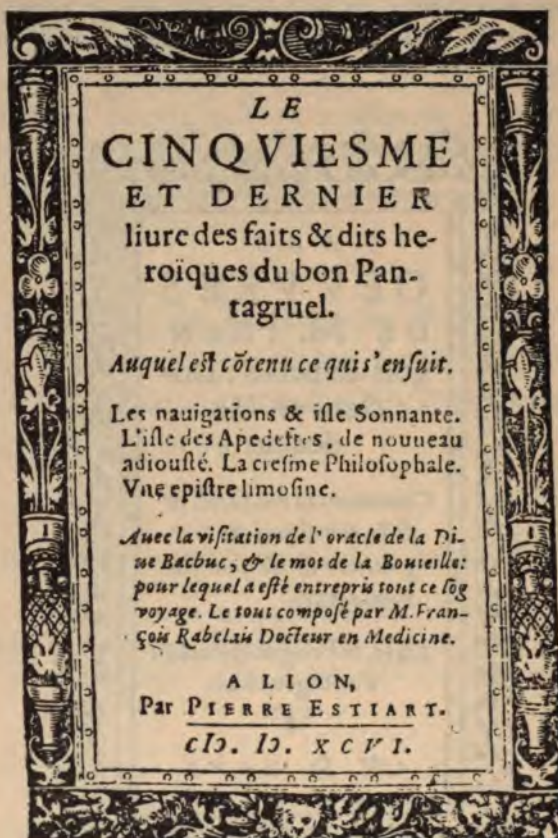 LE
CINQVIESME
ET DERNIER
liure des faits & dits he-
roïques du bon Pan-
tagruel.
Auquel eſt cõtenu ce qui s'enſuit.
Les nauigations & iſle Sonnante.
L'iſle des Apedeftes, de nouueau
adiouſté. La creſme Philoſophale.
Vne epiſtre limoſine.
Auec la viſitation de l'oracle de la Di-
ue Bacbuc, & le mot de la Bouteille:
pour lequel a eſté entrepris tout ce lõg
voyage. Le tout compoſé par M. Fran-
çois Rabelais Docteur en Medicine.
A LION,
Par PIERRE ESTIART.
cIↄ. Iↄ. XCVI.